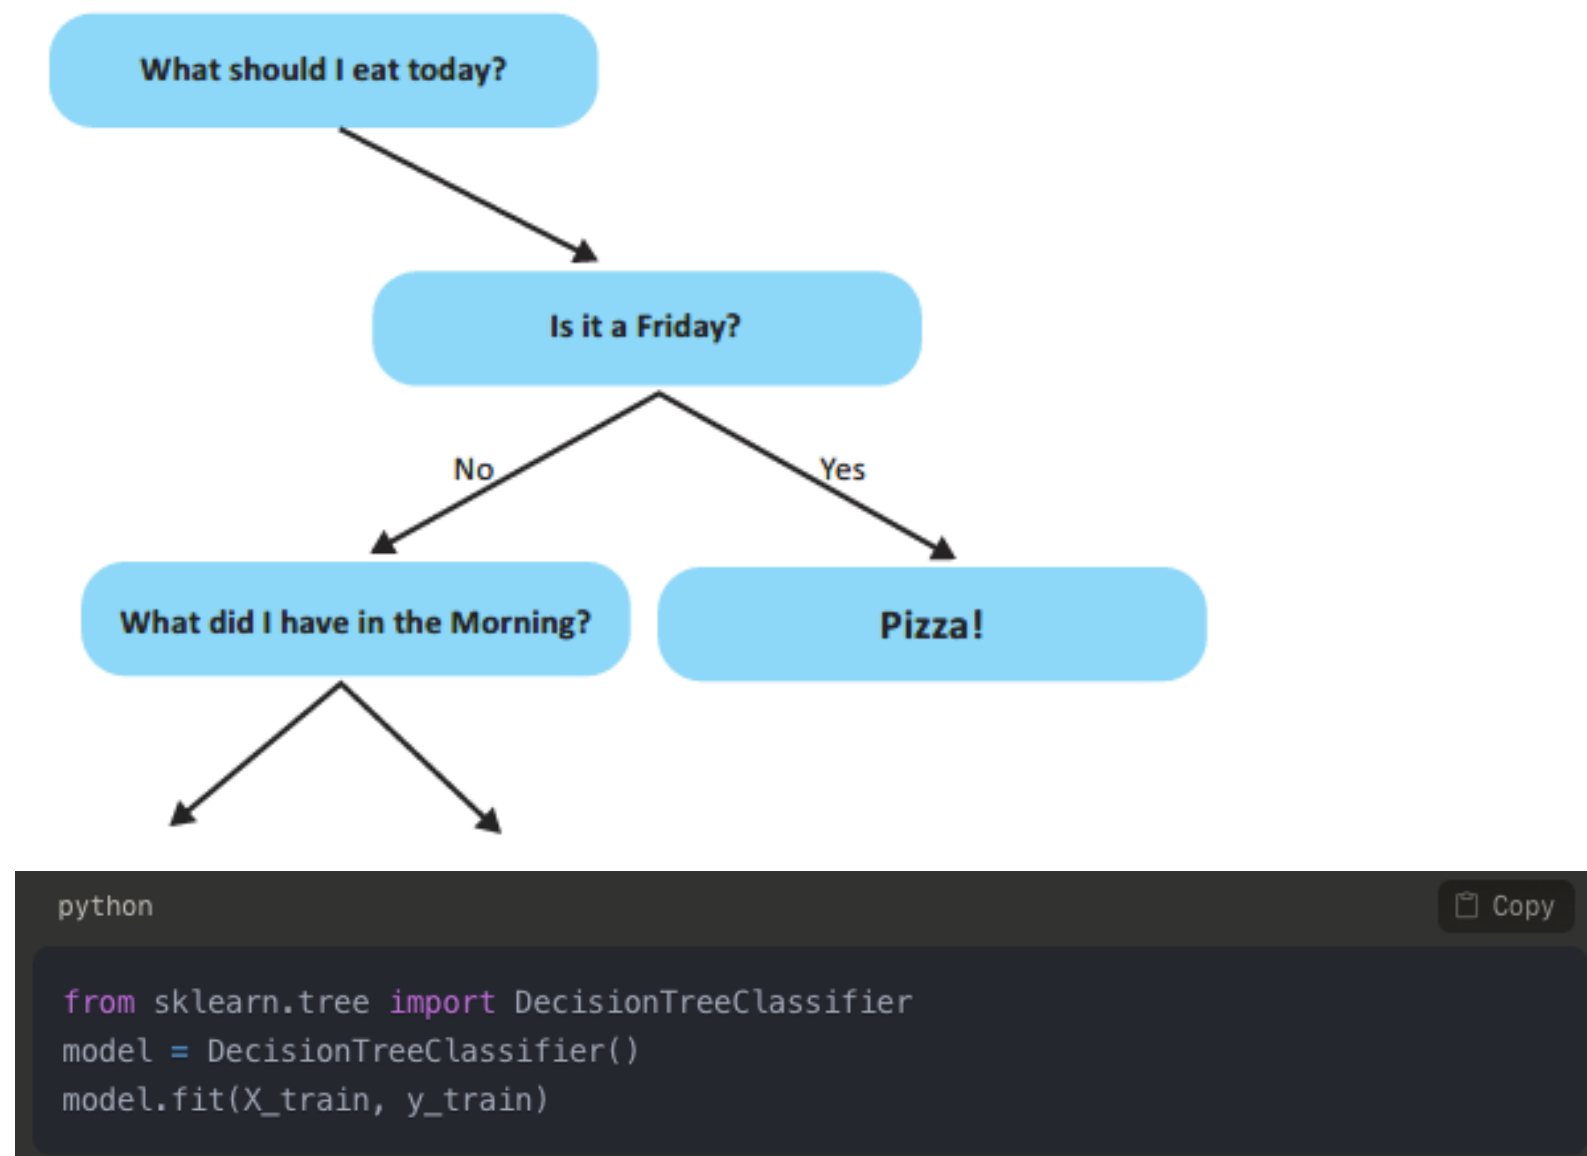 What should I eat today?
Is it a Friday?
No
Yes
What did I have in the Morning?
Pizza!
python
Copy
from sklearn.tree import DecisionTreeClassifier
model = DecisionTreeClassifier()
model.fit(X_train, y_train)